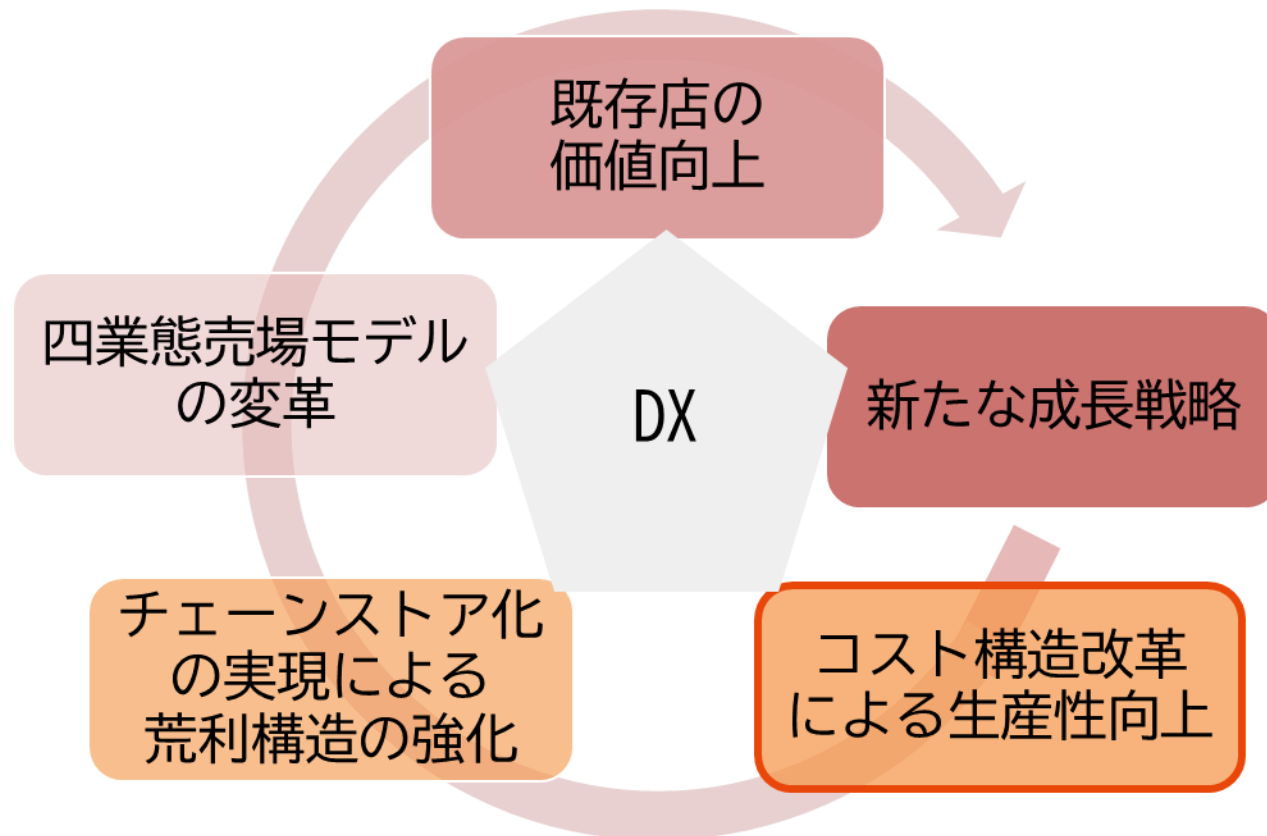 既存店の
価値向上
四業態売場モデル
の変革
DX
新たな成長戦略
チェーンストア化
の実現による
荒利構造の強化
コスト構造改革
による生産性向上